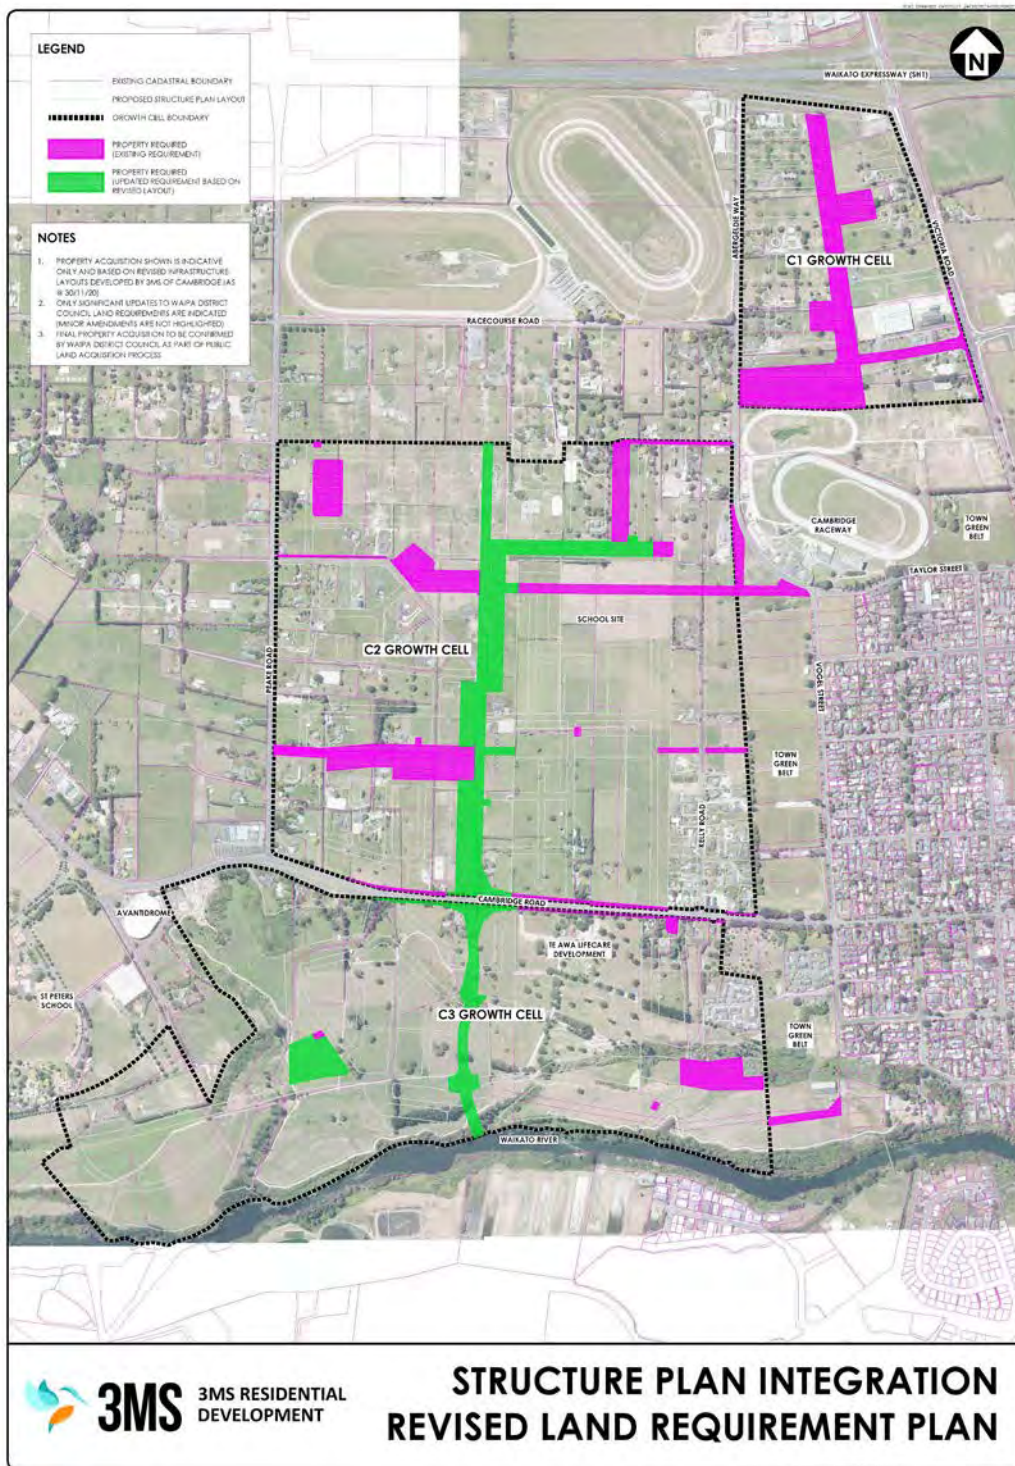 LEGEND
EXISTING CADASTRAL BOUNDARY
PROPOSED STRUCTURE PLAN LAYOUT
GROWTH CELL BOUNDARY
PROPERTY REQUIRED
(EXISTING REQUIREMENT)
PROPERTY REQUIRED
(UPDATED REQUIREMENT BASED ON
REVISED LAYOUT)
NOTES
1. PROPERTY ACQUISITION SHOWN IS INDICATIVE
ONLY AND BASED ON REVISED INFRASTRUCTURE
LAYOUTS DEVELOPED BY 3MS OF CAMBRIDGE (AS
@ 30/11/20)
2. ONLY SIGNIFICANT UPDATES TO WAIPA DISTRICT
COUNCIL LAND REQUIREMENTS ARE INDICATED
(MINOR AMENDMENTS ARE NOT HIGHLIGHTED)
3. FINAL PROPERTY ACQUISITION TO BE CONFIRMED
BY WAIPA DISTRICT COUNCIL AS PART OF PUBLIC
LAND ACQUISITION PROCESS
N
WAIKATO EXPRESSWAY (SH1)
ABERGELDIE WAY
VICTORIA ROAD
C1 GROWTH CELL
RACECOURSE ROAD
CAMBRIDGE
RACEWAY
TOWN
GREEN
BELT
TAYLOR STREET
SCHOOL SITE
C2 GROWTH CELL
PEAKE ROAD
VOGEL STREET
TOWN
GREEN
BELT
KELLY ROAD
CAMBRIDGE ROAD
AVANTIDROME
TE AWA LIFECARE
DEVELOPMENT
ST PETERS
SCHOOL
C3 GROWTH CELL
TOWN
GREEN
BELT
WAIKATO RIVER
3MS
3MS RESIDENTIAL
DEVELOPMENT
STRUCTURE PLAN INTEGRATION
REVISED LAND REQUIREMENT PLAN